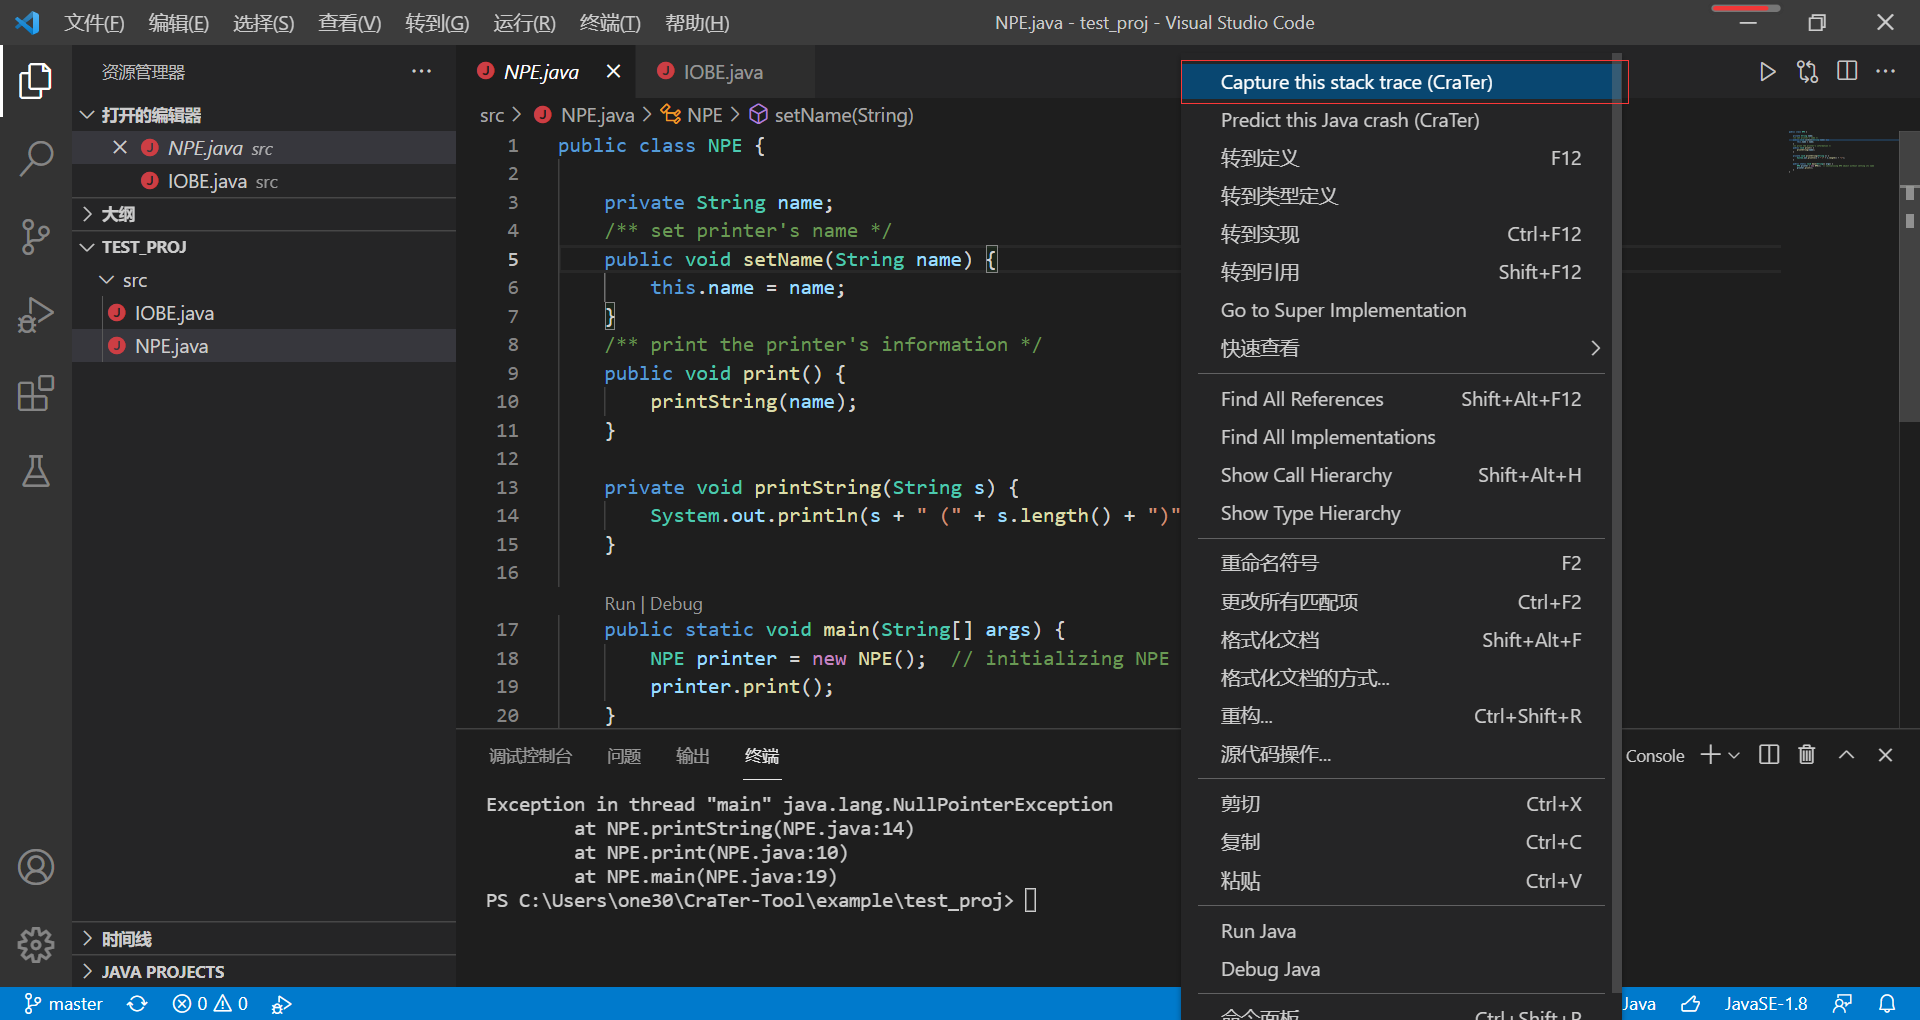 文件(F) 编辑(E) 选择(S) 查看(V) 转到(G) 运行(R) 终端(T) 帮助(H)
NPE.java - test_proj - Visual Studio Code
资源管理器
打开的编辑器
NPE.java src
IOBE.java src
大纲
TEST_PROJ
src
IOBE.java
NPE.java
时间线
JAVA PROJECTS
NPE.java
IOBE.java
src > NPE.java > NPE > setName(String)
1 public class NPE {
2
3 private String name;
4 /** set printer's name */
5 public void setName(String name) {
6 this.name = name;
7 }
8 /** print the printer's information */
9 public void print() {
10 printString(name);
11 }
12
13 private void printString(String s) {
14 System.out.println(s + " (" + s.length() + ")"
15 }
16
Run | Debug
17 public static void main(String[] args) {
18 NPE printer = new NPE(); // initializing NPE
19 printer.print();
20 }
调试控制台 问题 输出 终端
Console
Exception in thread "main" java.lang.NullPointerException
at NPE.printString(NPE.java:14)
at NPE.print(NPE.java:10)
at NPE.main(NPE.java:19)
PS C:\Users\one30\CraTer-Tool\example\test_proj>
Capture this stack trace (CraTer)
Predict this Java crash (CraTer)
转到定义 F12
转到类型定义
转到实现 Ctrl+F12
转到引用 Shift+F12
Go to Super Implementation
快速查看
Find All References Shift+Alt+F12
Find All Implementations
Show Call Hierarchy Shift+Alt+H
Show Type Hierarchy
重命名符号 F2
更改所有匹配项 Ctrl+F2
格式化文档 Shift+Alt+F
格式化文档的方式...
重构... Ctrl+Shift+R
源代码操作...
剪切 Ctrl+X
复制 Ctrl+C
粘贴 Ctrl+V
Run Java
Debug Java
命令面板 Ctrl+Shift+P
master 0 0
Java JavaSE-1.8